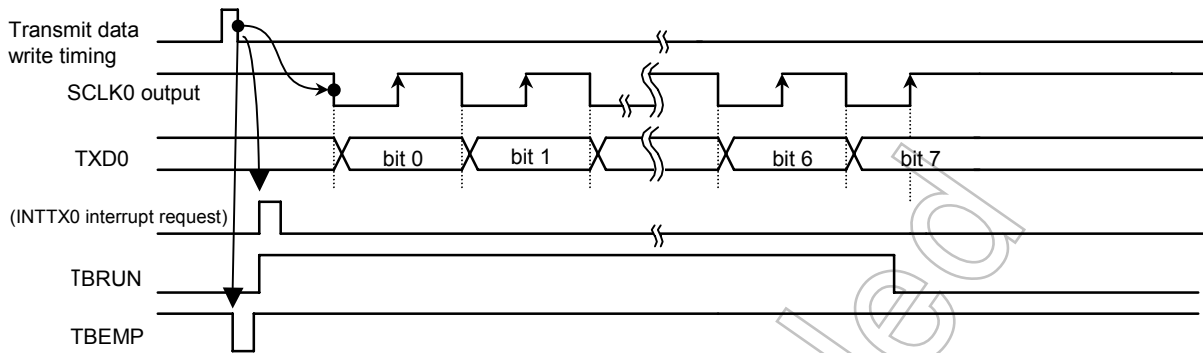 Transmit data
write timing
SCLK0 output
TXD0
bit 0 bit 1 bit 6 bit 7
(INTTX0 interrupt request)
TBRUN
TBEMP